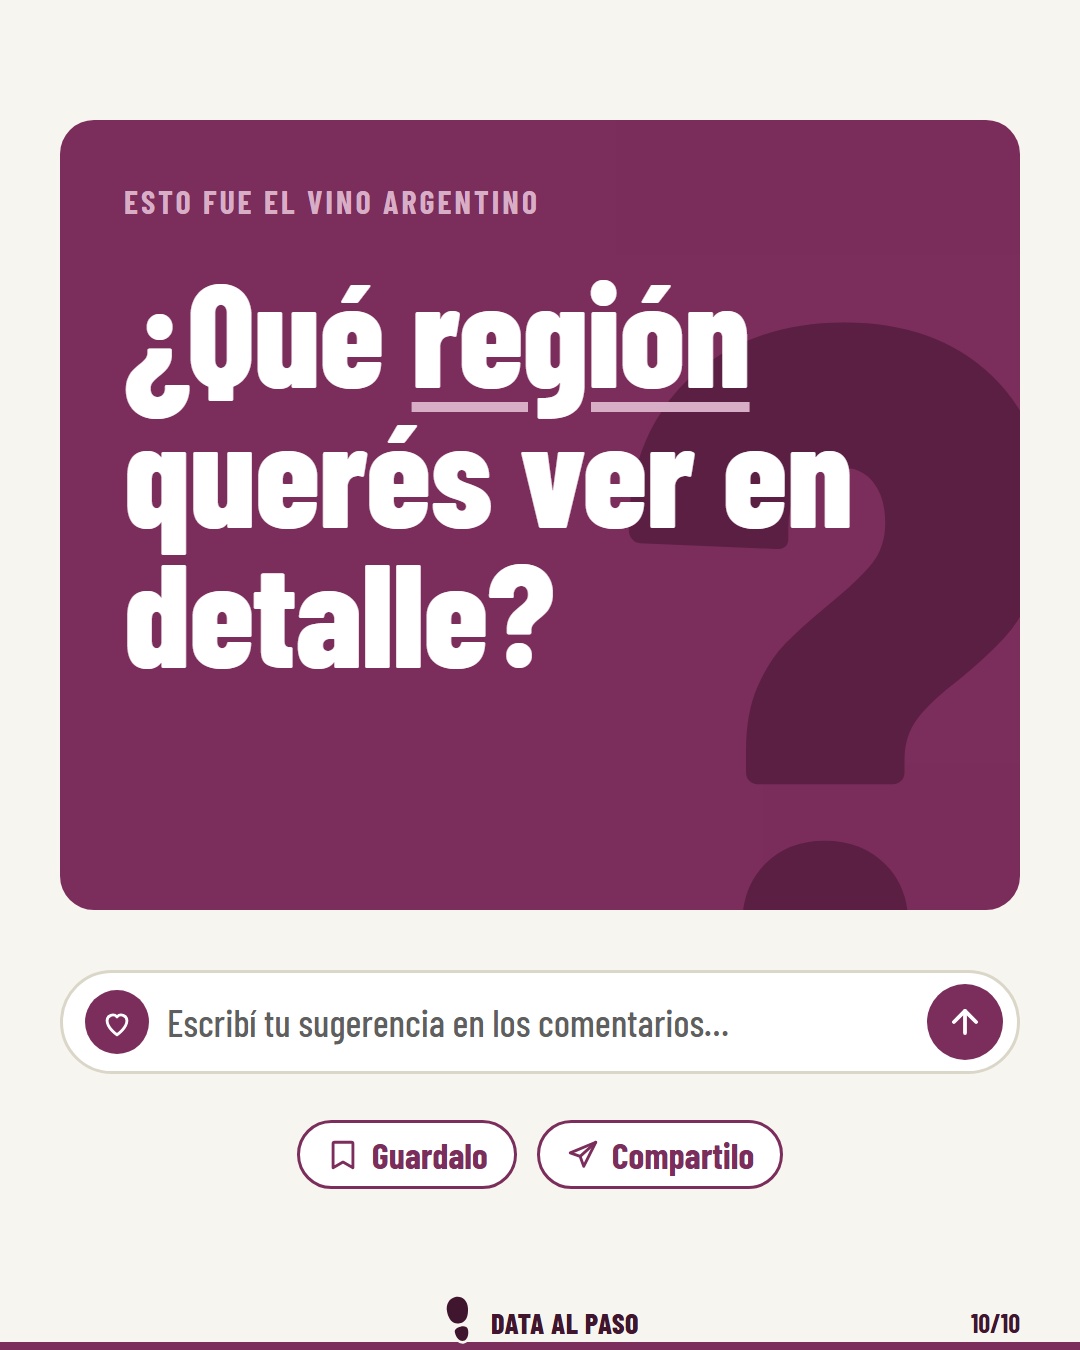 ESTO FUE EL VINO ARGENTINO
¿Qué región
querés ver en
detalle?
Escribí tu sugerencia en los comentarios...
Guardalo
Compartilo
DATA AL PASO
10/10